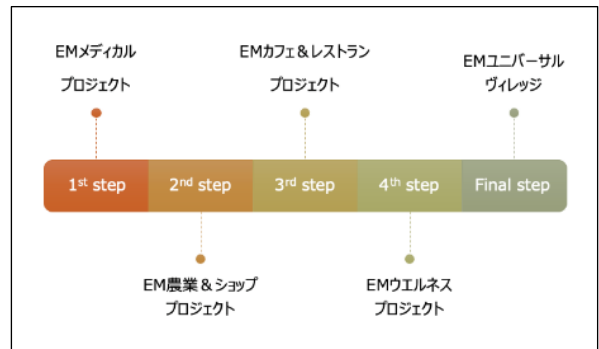 EMメディカル
プロジェクト
EMカフェ&レストラン
プロジェクト
EMユニバーサル
ヴィレッジ
1st step
2nd step
3rd step
4th step
Final step
EM農業&ショップ
プロジェクト
EMウエルネス
プロジェクト